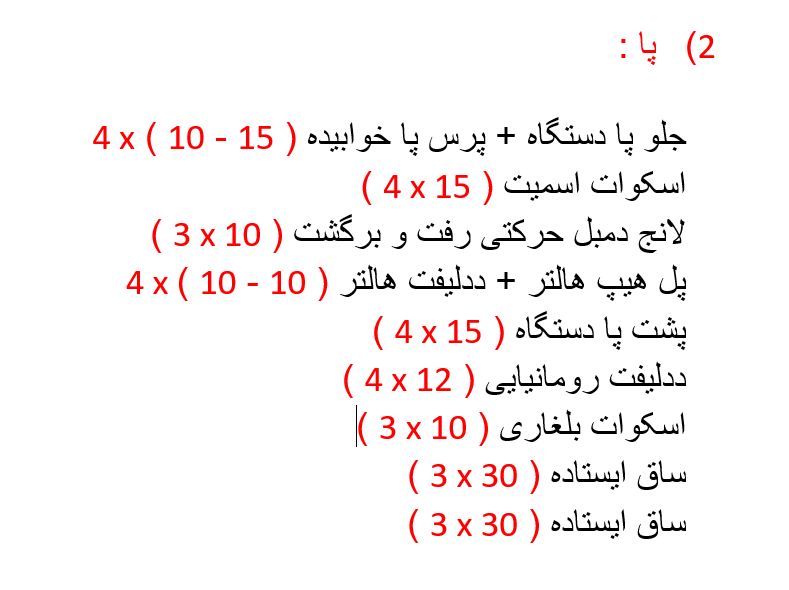 2) پا :
جلو پا دستگاه + پرس پا خوابیده ( 15 - 10 ) x 4
اسکوات اسمیت ( 4 x 15 )
لانج دمبل حرکتی رفت و برگشت ( 3 x 10 )
پل هیپ هالتر + ددلیفت هالتر ( 10 - 10 ) x 4
پشت پا دستگاه ( 4 x 15 )
ددلیفت رومانیایی ( 4 x 12 )
اسکوات بلغاری ( 3 x 10 )
ساق ایستاده ( 3 x 30 )
ساق ایستاده ( 3 x 30 )